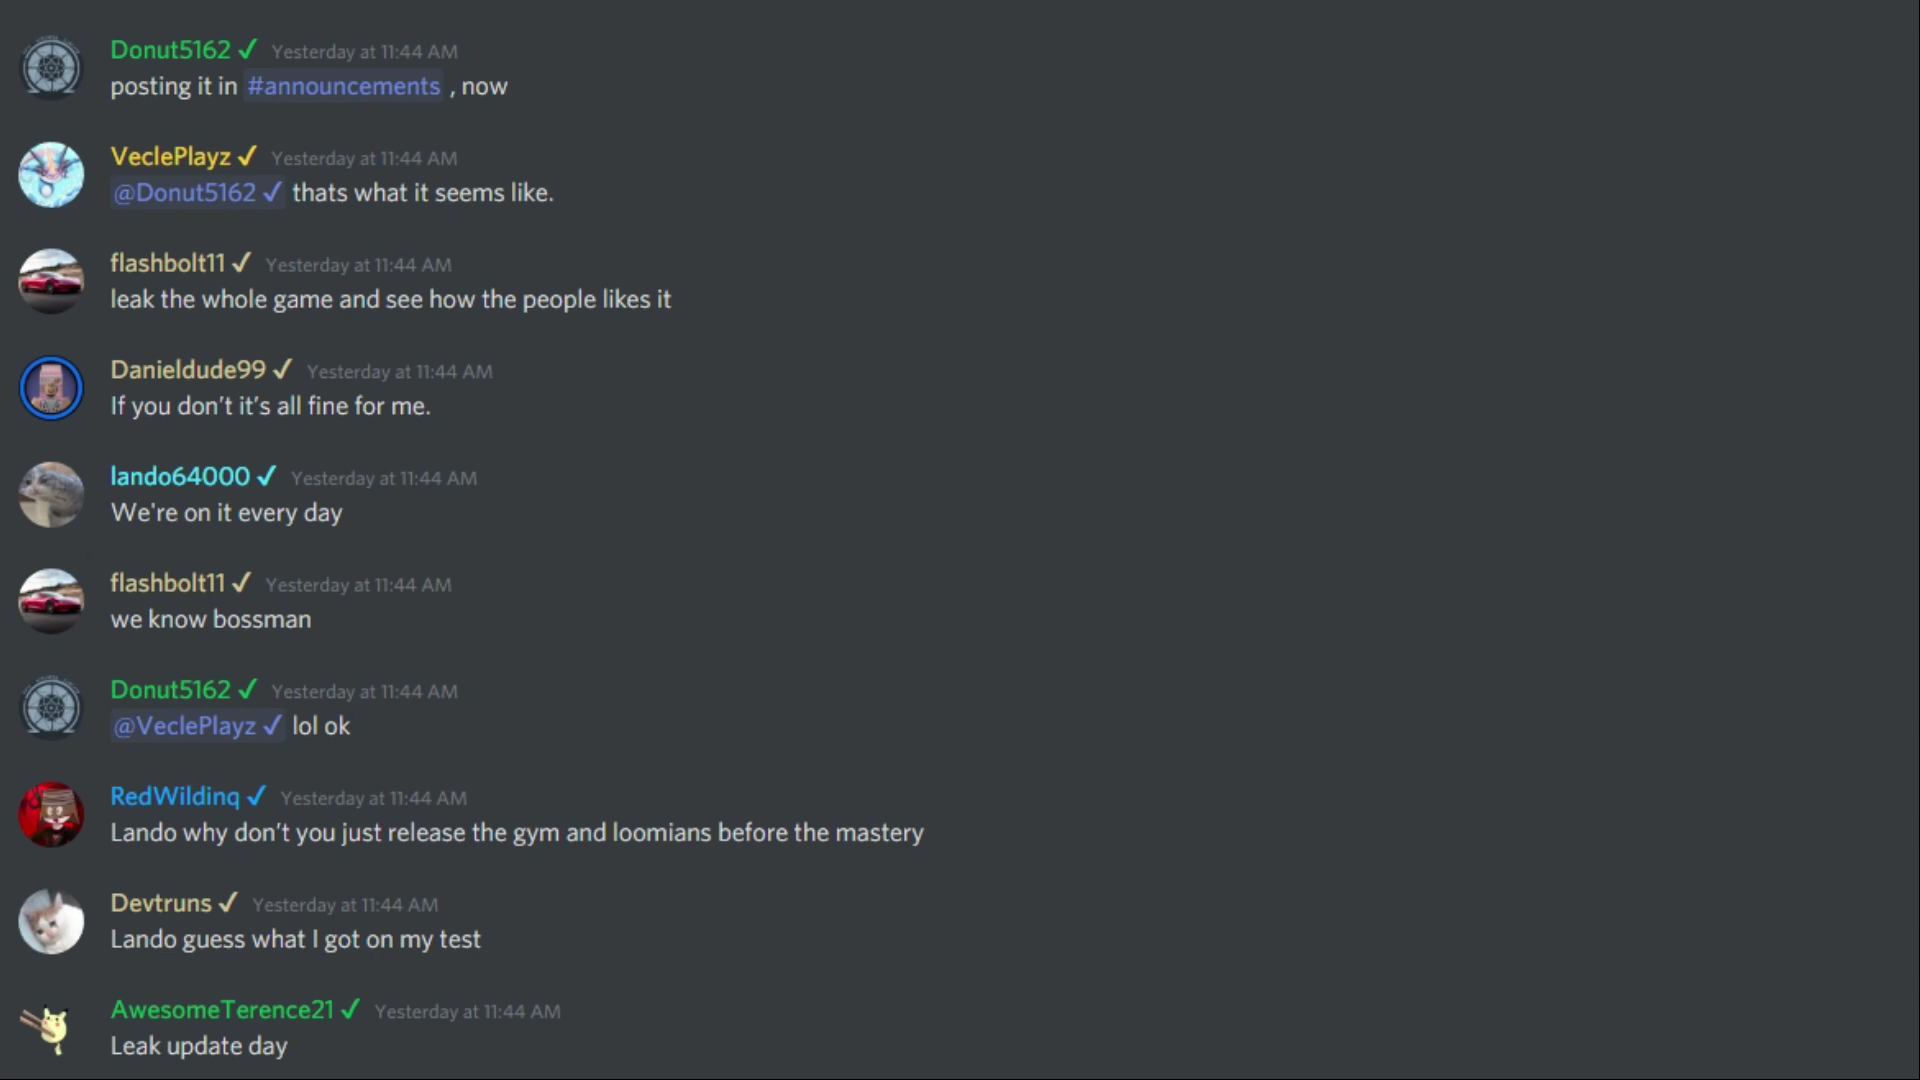 Donut5162 ✓ Yesterday at 11:44 AM
posting it in #announcements , now
VeclePlayz ✓ Yesterday at 11:44 AM
@Donut5162 ✓ thats what it seems like.
flashbolt11 ✓ Yesterday at 11:44 AM
leak the whole game and see how the people likes it
Danieldude99 ✓ Yesterday at 11:44 AM
If you don’t it’s all fine for me.
lando64000 ✓ Yesterday at 11:44 AM
We're on it every day
flashbolt11 ✓ Yesterday at 11:44 AM
we know bossman
Donut5162 ✓ Yesterday at 11:44 AM
@VeclePlayz ✓ lol ok
RedWildinq ✓ Yesterday at 11:44 AM
Lando why don’t you just release the gym and loomians before the mastery
Devtruns ✓ Yesterday at 11:44 AM
Lando guess what I got on my test
AwesomeTerence21 ✓ Yesterday at 11:44 AM
Leak update day